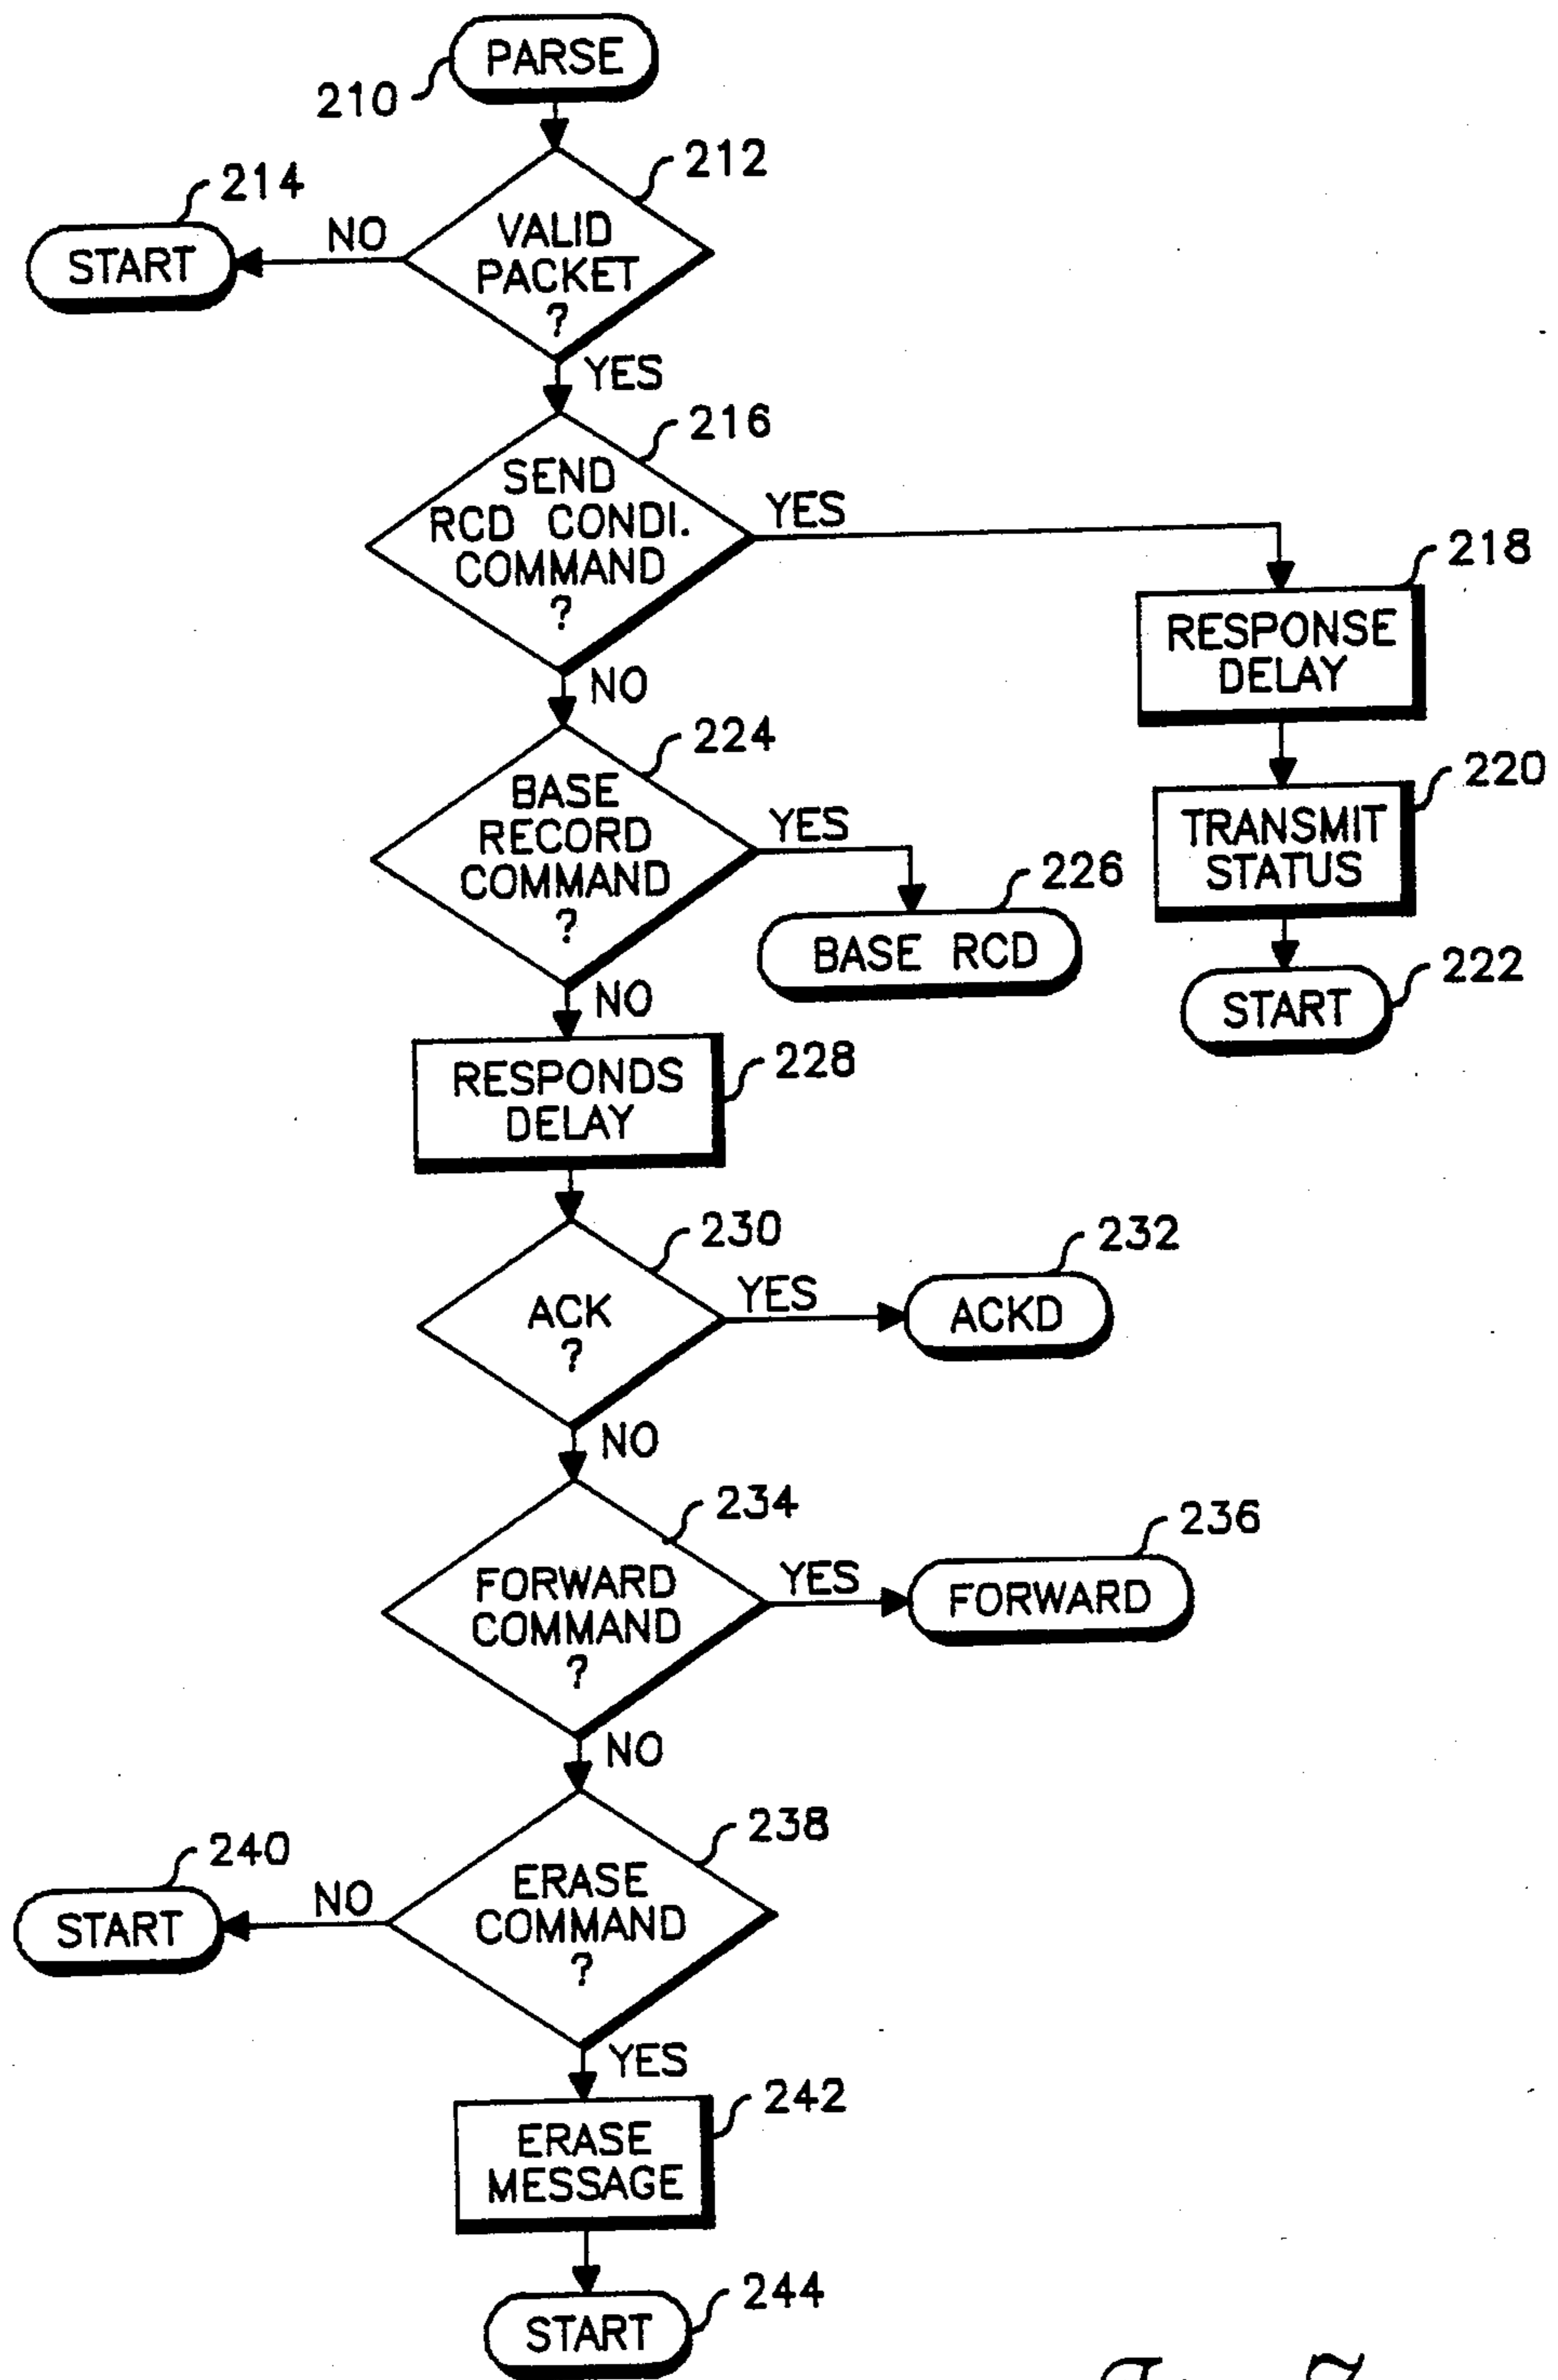 PARSE
210
212
214
START
NO
VALID
PACKET
?
YES
216
SEND
RCD CONDI.
COMMAND
?
YES
218
RESPONSE
DELAY
NO
224
220
BASE
RECORD
COMMAND
?
YES
TRANSMIT
STATUS
226
BASE RCD
222
START
NO
RESPONDS
DELAY
228
230
232
ACK
?
YES
ACKD
NO
234
236
FORWARD
COMMAND
?
YES
FORWARD
NO
238
240
START
NO
ERASE
COMMAND
?
YES
242
ERASE
MESSAGE
244
START